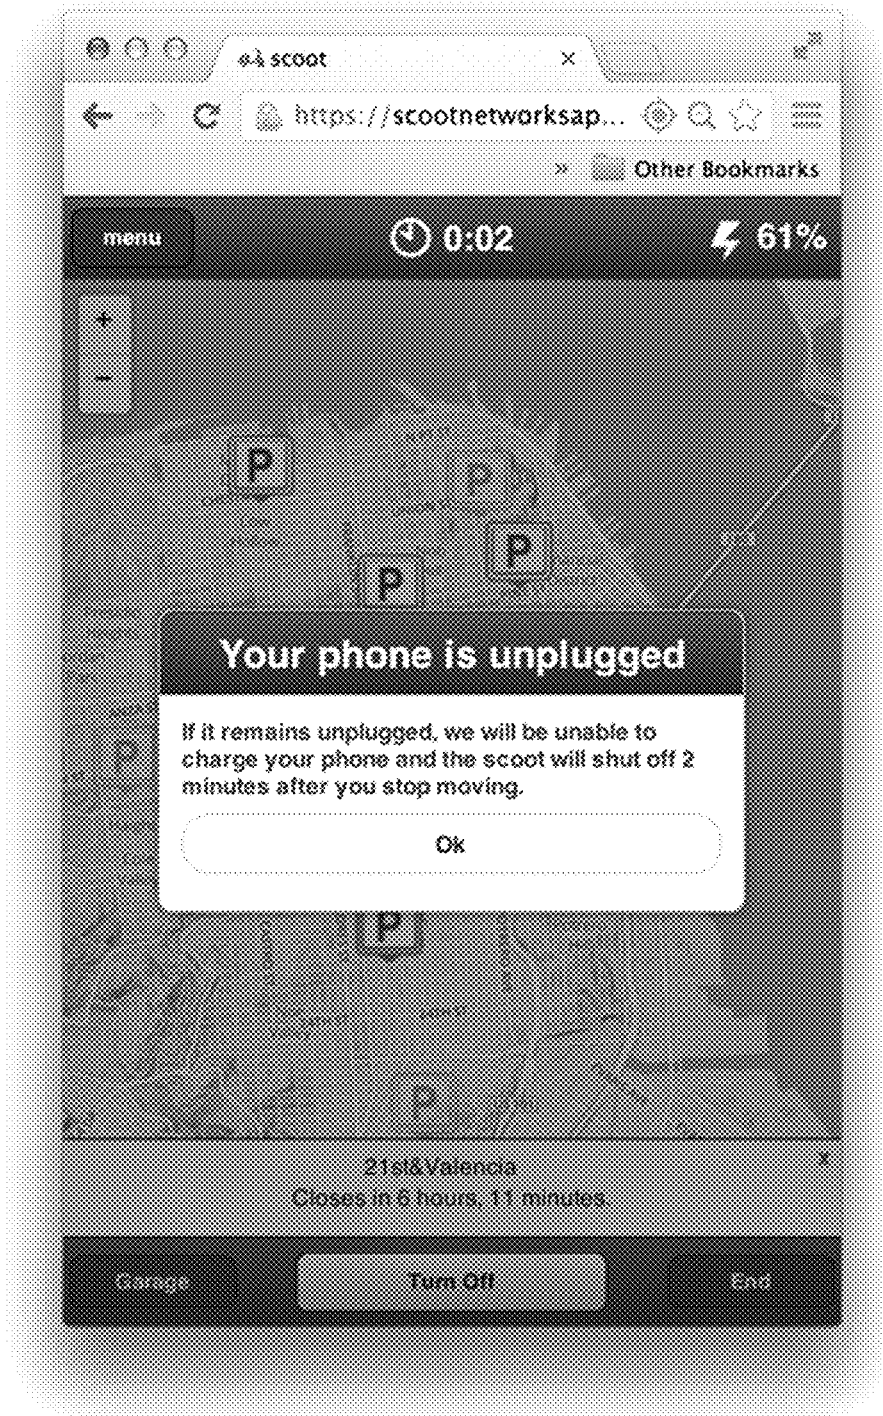 scoot
https://scootnetworksap...
» Other Bookmarks
menu 0:02 61%
+
-
P
P
P
P
Your phone is unplugged
If it remains unplugged, we will be unable to
charge your phone and the scoot will shut off 2
minutes after you stop moving.
Ok
P
P
P
21st&Valencia x
Closes in 6 hours, 11 minutes.
Garage Turn Off End